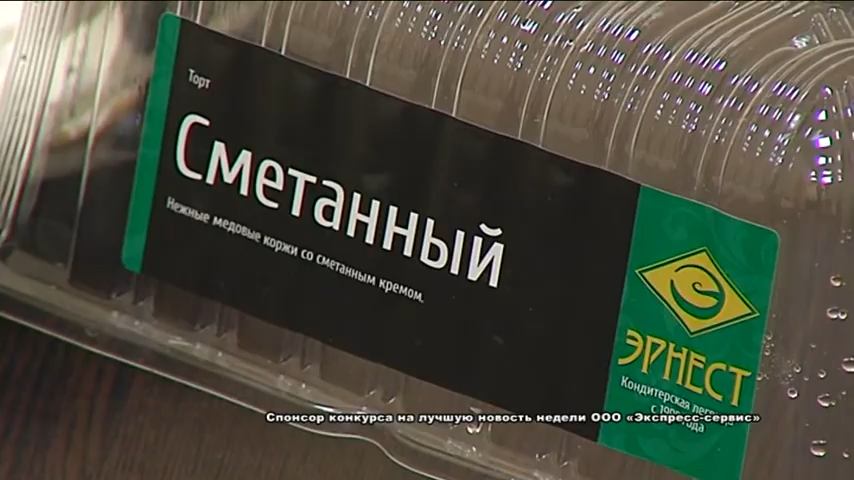 Торт
Сметанный
Нежные медовые коржи со сметанным кремом.
ЭРНЕСТ
Кондитерская
с года
Спонсор конкурса на лучшую новость недели ООО «Экспресс-сервис»